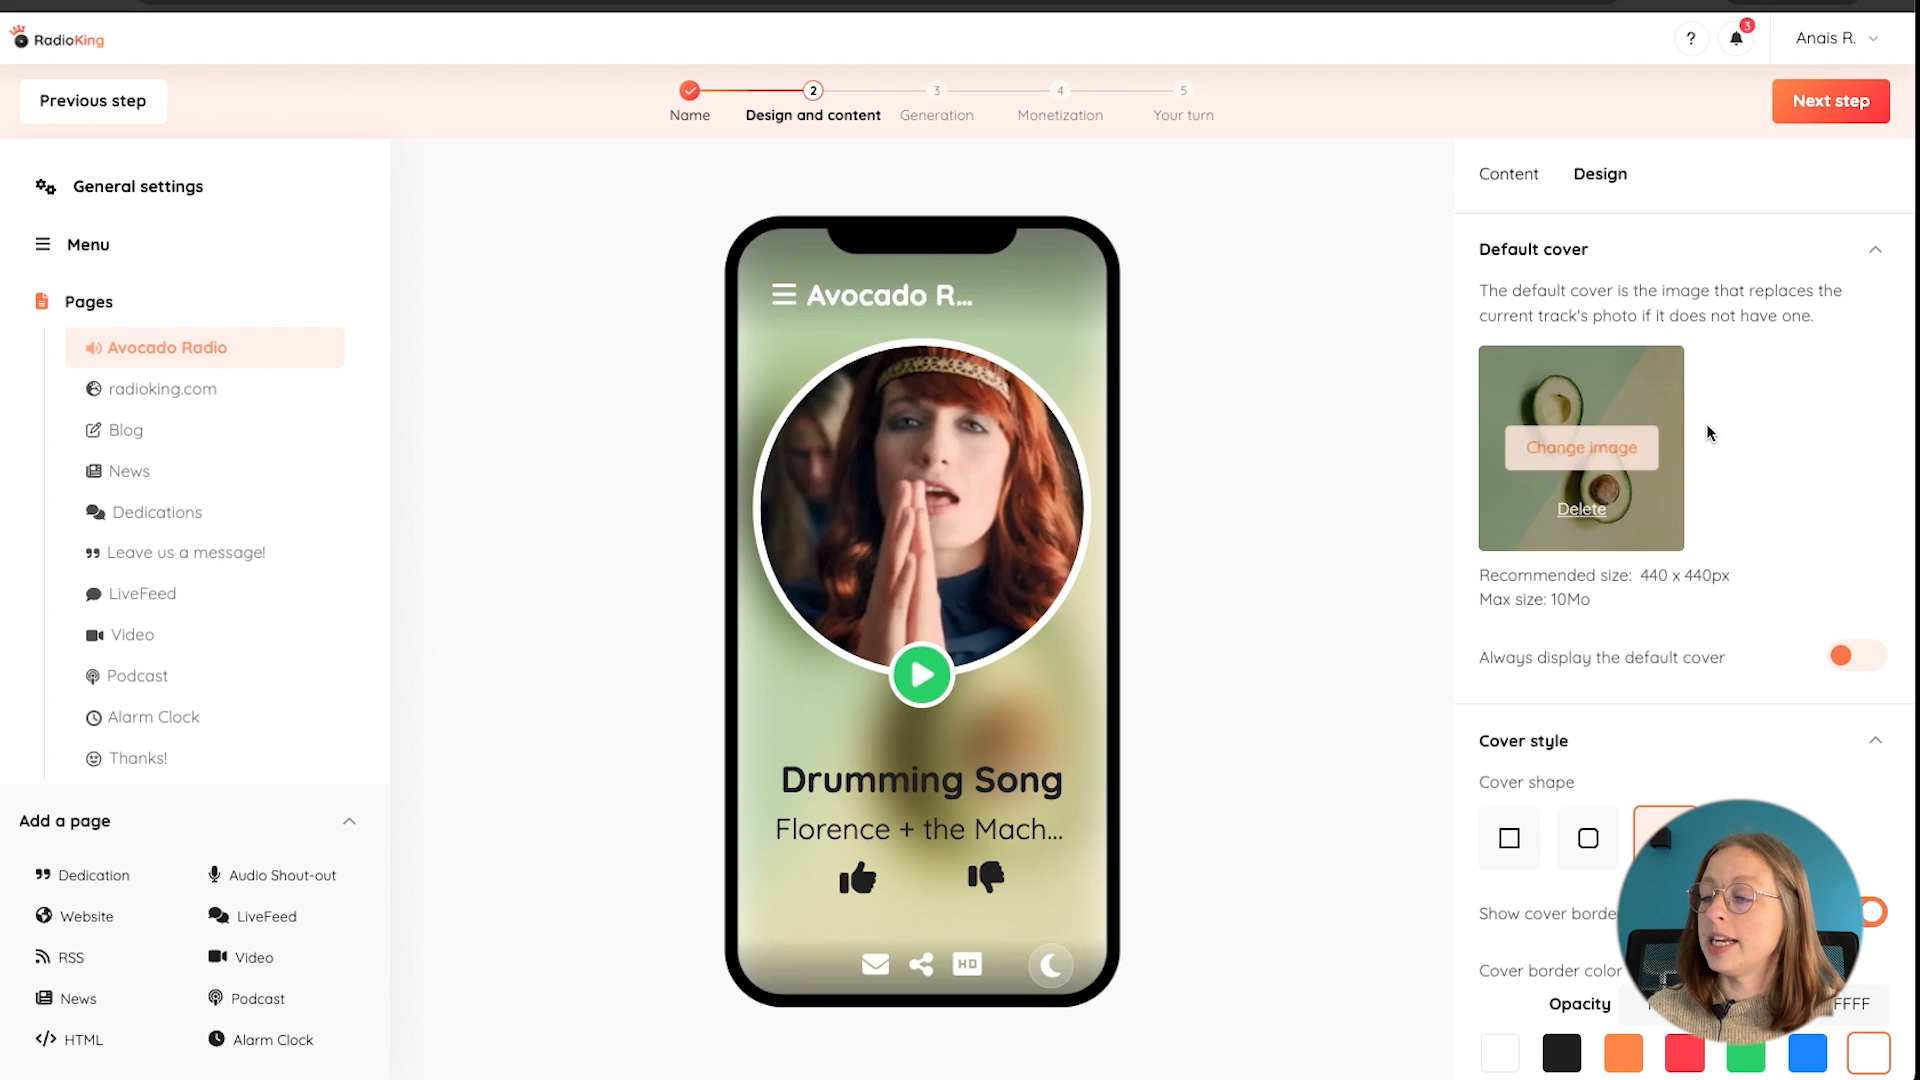 RadioKing
?
3
Anais R.
Previous step
2
3
4
5
Name
Design and content
Generation
Monetization
Your turn
Next step
General settings
Menu
Pages
Avocado Radio
radioking.com
Blog
News
Dedications
Leave us a message!
LiveFeed
Video
Podcast
Alarm Clock
Thanks!
Add a page
Dedication
Audio Shout-out
Website
LiveFeed
RSS
Video
News
Podcast
HTML
Alarm Clock
Avocado R...
Drumming Song
Florence + the Mach...
HD
Content
Design
Default cover
The default cover is the image that replaces the
current track's photo if it does not have one.
Change image
Delete
Recommended size: 440 x 440px
Max size: 10Mo
Always display the default cover
Cover style
Cover shape
Show cover borde
Cover border color
Opacity
FFFF